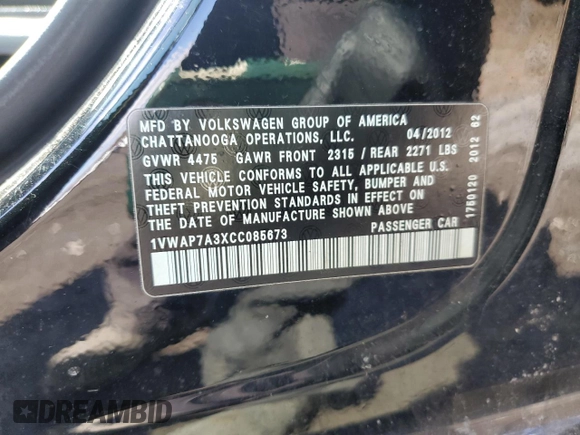 MFD BY VOLKSWAGEN GROUP OF AMERICA
CHATTANOOGA OPERATIONS, LLC. 04/2012
GVWR 4475 GAWR FRONT 2315 / REAR 2271 LBS
THIS VEHICLE CONFORMS TO ALL APPLICABLE U.S.
FEDERAL MOTOR VEHICLE SAFETY, BUMPER AND
THEFT PREVENTION STANDARDS IN EFFECT ON
THE DATE OF MANUFACTURE SHOWN ABOVE
1VWAP7A3XCC085673 PASSENGER CAR
1760120 2012 62
DREAMBID